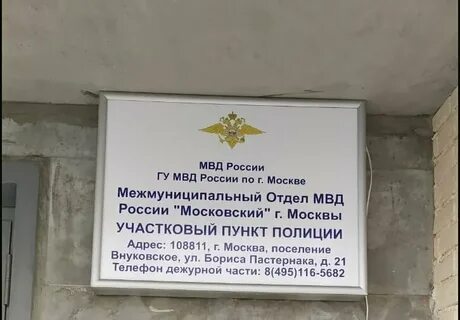 МВД России
ГУ МВД России по г. Москве
Межмуниципальный Отдел МВД
России "Московский" г. Москвы
УЧАСТКОВЫЙ ПУНКТ ПОЛИЦИИ
Адрес: 108811, г. Москва, поселение
Внуковское, ул. Бориса Пастернака, д. 21
Телефон дежурной части: 8(495)116-5682